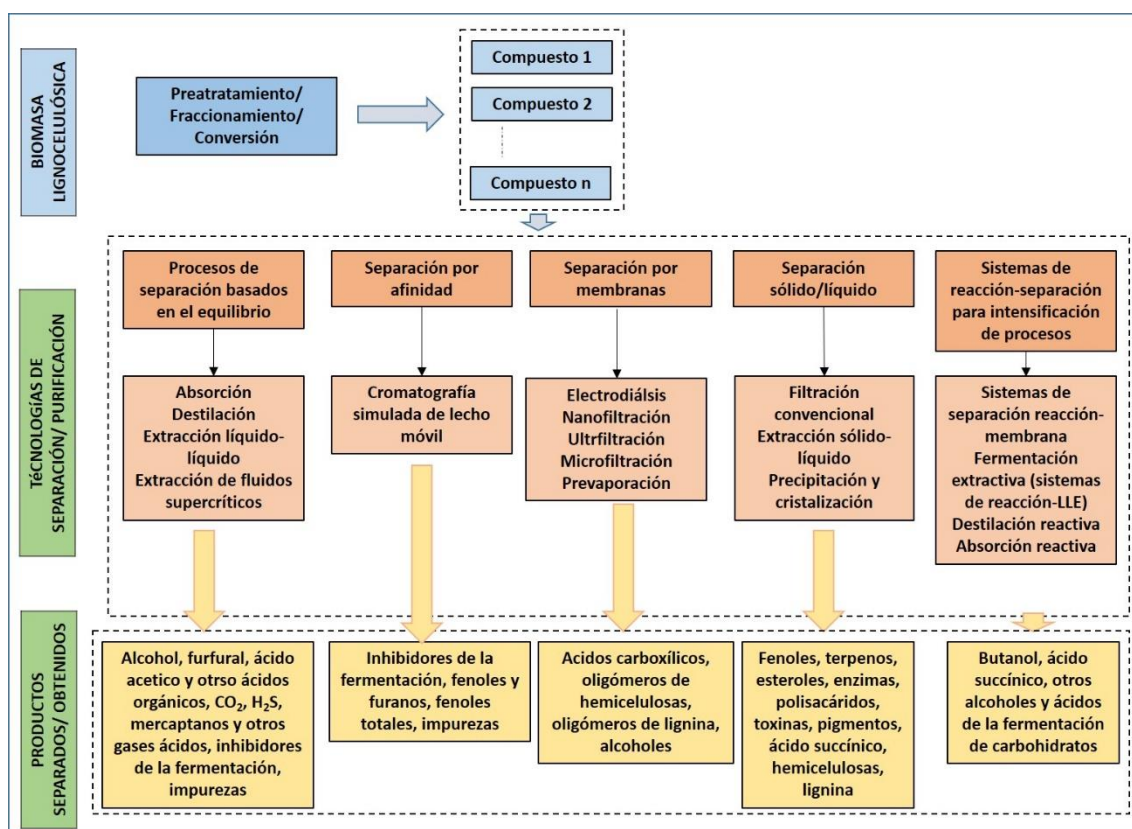 BIOMASA
LIGNOCELULÓSICA
Preatratamiento/
Fraccionamiento/
Conversión
Compuesto 1
Compuesto 2
Compuesto n
TéCNOLOGÍAS DE
SEPARACIÓN/ PURIFICACIÓN
Procesos de
separación basados
en el equilibrio
Separación por
afinidad
Separación por
membranas
Separación
sólido/líquido
Sistemas de
reacción-separación
para intensificación
de procesos
Absorción
Destilación
Extracción líquido-
líquido
Extracción de fluidos
supercríticos
Cromatografía
simulada de lecho
móvil
Electrodiálsis
Nanofiltración
Ultrfiltración
Microfiltración
Prevaporación
Filtración
convencional
Extracción sólido-
líquido
Precipitación y
cristalización
Sistemas de
separación reacción-
membrana
Fermentación
extractiva (sistemas
de reacción-LLE)
Destilación reactiva
Absorción reactiva
PRODUCTOS
SEPARADOS/ OBTENIDOS
Alcohol, furfural, ácido
acetico y otrso ácidos
orgánicos, CO₂, H₂S,
mercaptanos y otros
gases ácidos, inhibidores
de la fermentación,
impurezas
Inhibidores de la
fermentación, fenoles y
furanos, fenoles
totales, impurezas
Acidos carboxílicos,
oligómeros de
hemicelulosas,
oligómeros de lignina,
alcoholes
Fenoles, terpenos,
esteroles, enzimas,
polisacáridos,
toxinas, pigmentos,
ácido succínico,
hemicelulosas,
lignina
Butanol, ácido
succínico, otros
alcoholes y ácidos
de la fermentación
de carbohidratos